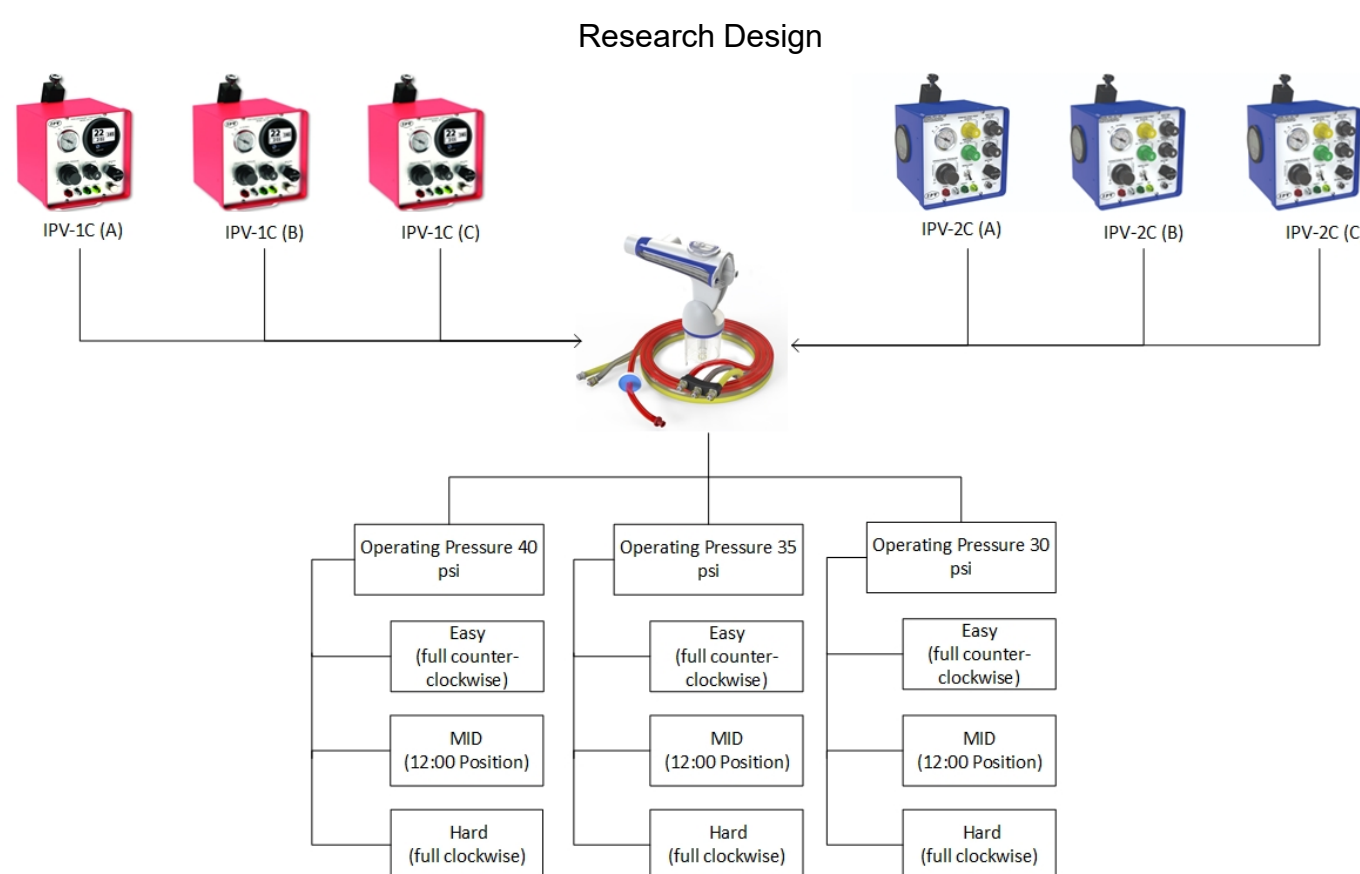 Research Design
IPV-1C (A)
IPV-1C (B)
IPV-1C (C)
IPV-2C (A)
IPV-2C (B)
IPV-2C (C
Operating Pressure 40
psi
Easy
(full counter-
clockwise)
MID
(12:00 Position)
Hard
(full clockwise)
Operating Pressure 35
psi
Easy
(full counter-
clockwise)
MID
(12:00 Position)
Hard
(full clockwise)
Operating Pressure 30
psi
Easy
(full counter-
clockwise)
MID
(12:00 Position)
Hard
(full clockwise)